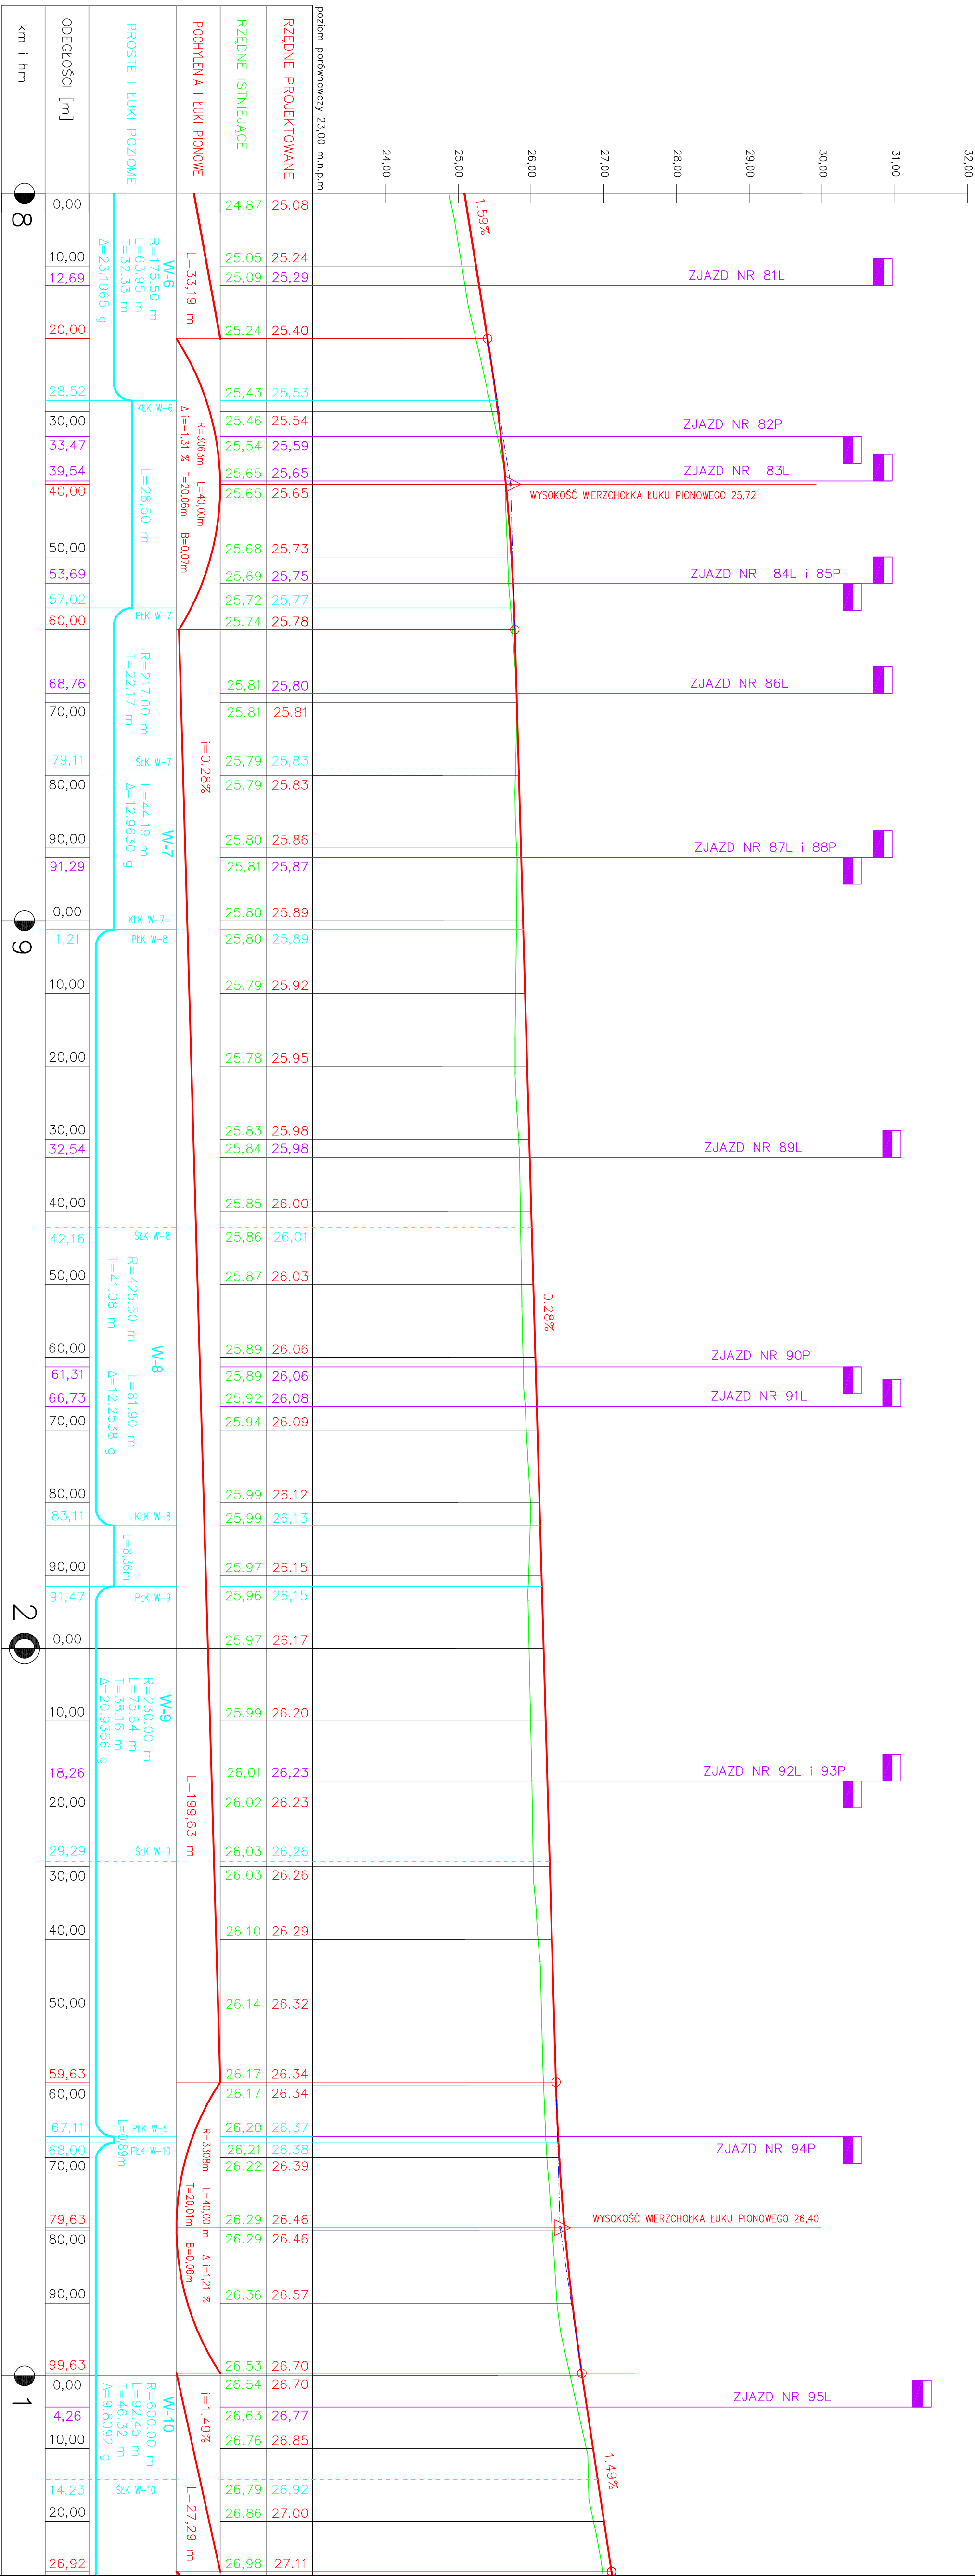 32,00
31,00
30,00
29,00
28,00
27,00
26,00
25,00
24,00
poziom porównawczy 23,00 m.n.p.m.
ZJAZD NR 81L
ZJAZD NR 82P
ZJAZD NR 83L
WYSOKOŚĆ WIERZCHOŁKA ŁUKU PIONOWEGO 25,72
ZJAZD NR 84L i 85P
ZJAZD NR 86L
ZJAZD NR 87L i 88P
ZJAZD NR 89L
ZJAZD NR 90P
ZJAZD NR 91L
ZJAZD NR 92L i 93P
ZJAZD NR 94P
WYSOKOŚĆ WIERZCHOŁKA ŁUKU PIONOWEGO 26,40
ZJAZD NR 95L
1.59%
0.28%
1.49%
RZĘDNE PROJEKTOWANE
25.08
25.24
25,29
25.40
25,53
25.54
25,59
25,65
25.65
25.73
25,75
25,77
25.78
25,80
25.81
25,83
25.83
25.86
25,87
25.89
25,89
25.92
25.95
25.98
25,98
26.00
26,01
26.03
26.06
26,06
26,08
26.09
26.12
26,13
26.15
26,15
26.17
26.20
26,23
26.23
26,26
26.26
26.29
26.32
26.34
26.34
26,37
26,38
26.39
26.46
26.46
26.57
26.70
26.70
26,77
26.85
26,92
27.00
27.11
RZĘDNE ISTNIEJĄCE
24.87
25.05
25,09
25.24
25,43
25.46
25,54
25,65
25.65
25.68
25,69
25,72
25.74
25,81
25.81
25,79
25.79
25.80
25,81
25.80
25,80
25.79
25.78
25.83
25,84
25.85
25,86
25.87
25.89
25,89
25,92
25.94
25.99
25,99
25.97
25,96
25.97
25.99
26,01
26.02
26,03
26.03
26.10
26.14
26.17
26.17
26,20
26,21
26.22
26.29
26.29
26.36
26.53
26.54
26,63
26.76
26,79
26.86
26,98
POCHYLENIA I ŁUKI PIONOWE
L=33,19 m
R=3063m L=40,00m
Δ i=-1,31 % T=20,06m B=0,07m
i=0.28%
L=199,63 m
R=3308m L=40,00 m Δ i=1,21 %
T=20,01m B=0,06m
i=1.49%
L=27,29 m
PROSTE I ŁUKI POZIOME
W-6
R=175.50 m
L=63.95 m
T=32.33 m
Δ=23.1965 g
KŁK W-6
L=28,50 m
PŁK W-7
R=217.00 m
T=22.17 m
ŚŁK W-7
W-7
L=44.19 m
Δ=12.9630 g
KŁK W-7=
PŁK W-8
ŚŁK W-8
W-8
R=425.50 m L=81.90 m
T=41.08 m Δ=12.2538 g
KŁK W-8
L=8,36m
PŁK W-9
W-9
R=230.00 m
L=75.64 m
T=38.16 m
Δ=20.9356 g
ŚŁK W-9
PŁK W-9
L=0,89m
PŁK W-10
W-10
R=600.00 m
L=92.45 m
T=46.32 m
Δ=9.8092 g
ŚŁK W-10
ODEGŁOŚCI [m]
0,00
10,00
12,69
20,00
28,52
30,00
33,47
39,54
40,00
50,00
53,69
57,02
60,00
68,76
70,00
79,11
80,00
90,00
91,29
0,00
1,21
10,00
20,00
30,00
32,54
40,00
42,16
50,00
60,00
61,31
66,73
70,00
80,00
83,11
90,00
91,47
0,00
10,00
18,26
20,00
29,29
30,00
40,00
50,00
59,63
60,00
67,11
68,00
70,00
79,63
80,00
90,00
99,63
0,00
4,26
10,00
14,23
20,00
26,92
km i hm
8
9
2
1